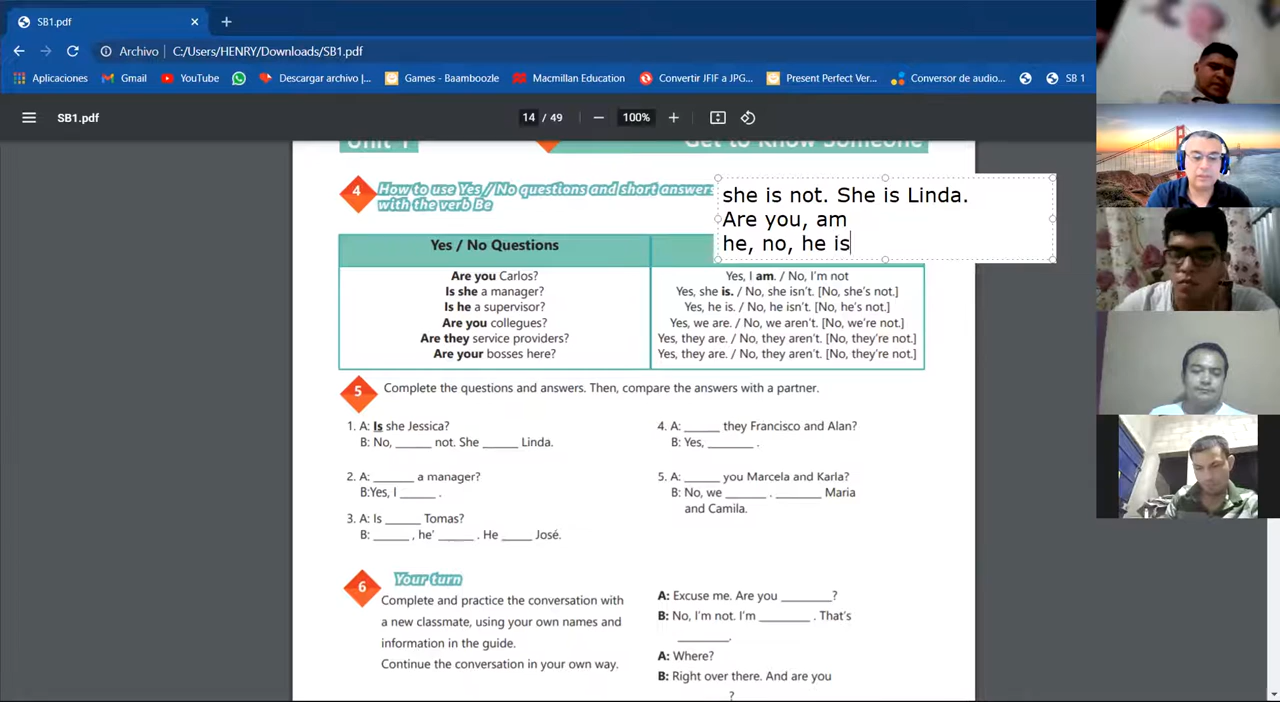 SB1.pdf
Archivo C:/Users/HENRY/Downloads/SB1.pdf
Aplicaciones Gmail YouTube Descargar archivo |... Games - Baamboozle Macmillan Education Convertir JFIF a JPG... Present Perfect Ver... Conversor de audio... SB 1
SB1.pdf 14 / 49 100%
Unit 1 Get to Know Someone
4 How to use Yes / No questions and short answers
with the verb Be
she is not. She is Linda.
Are you, am
he, no, he is
Yes / No Questions
Are you Carlos? Yes, I am. / No, I'm not
Is she a manager? Yes, she is. / No, she isn't. [No, she's not.]
Is he a supervisor? Yes, he is. / No, he isn't. [No, he's not.]
Are you collegues? Yes, we are. / No, we aren't. [No, we're not.]
Are they service providers? Yes, they are. / No, they aren't. [No, they're not.]
Are your bosses here? Yes, they are. / No, they aren't. [No, they're not.]
5 Complete the questions and answers. Then, compare the answers with a partner.
1. A: Is she Jessica?
B: No, ______ not. She ______ Linda.
2. A: ______ a manager?
B:Yes, I ______ .
3. A: Is ______ Tomas?
B: ______ , he' ______ . He _____ José.
4. A: ______ they Francisco and Alan?
B: Yes, ________ .
5. A: ______ you Marcela and Karla?
B: No, we _______ . ________ Maria
and Camila.
6 Your turn
Complete and practice the conversation with
a new classmate, using your own names and
information in the guide.
Continue the conversation in your own way.
A: Excuse me. Are you _________?
B: No, I'm not. I'm _________ . That's
_________.
A: Where?
B: Right over there. And are you
?